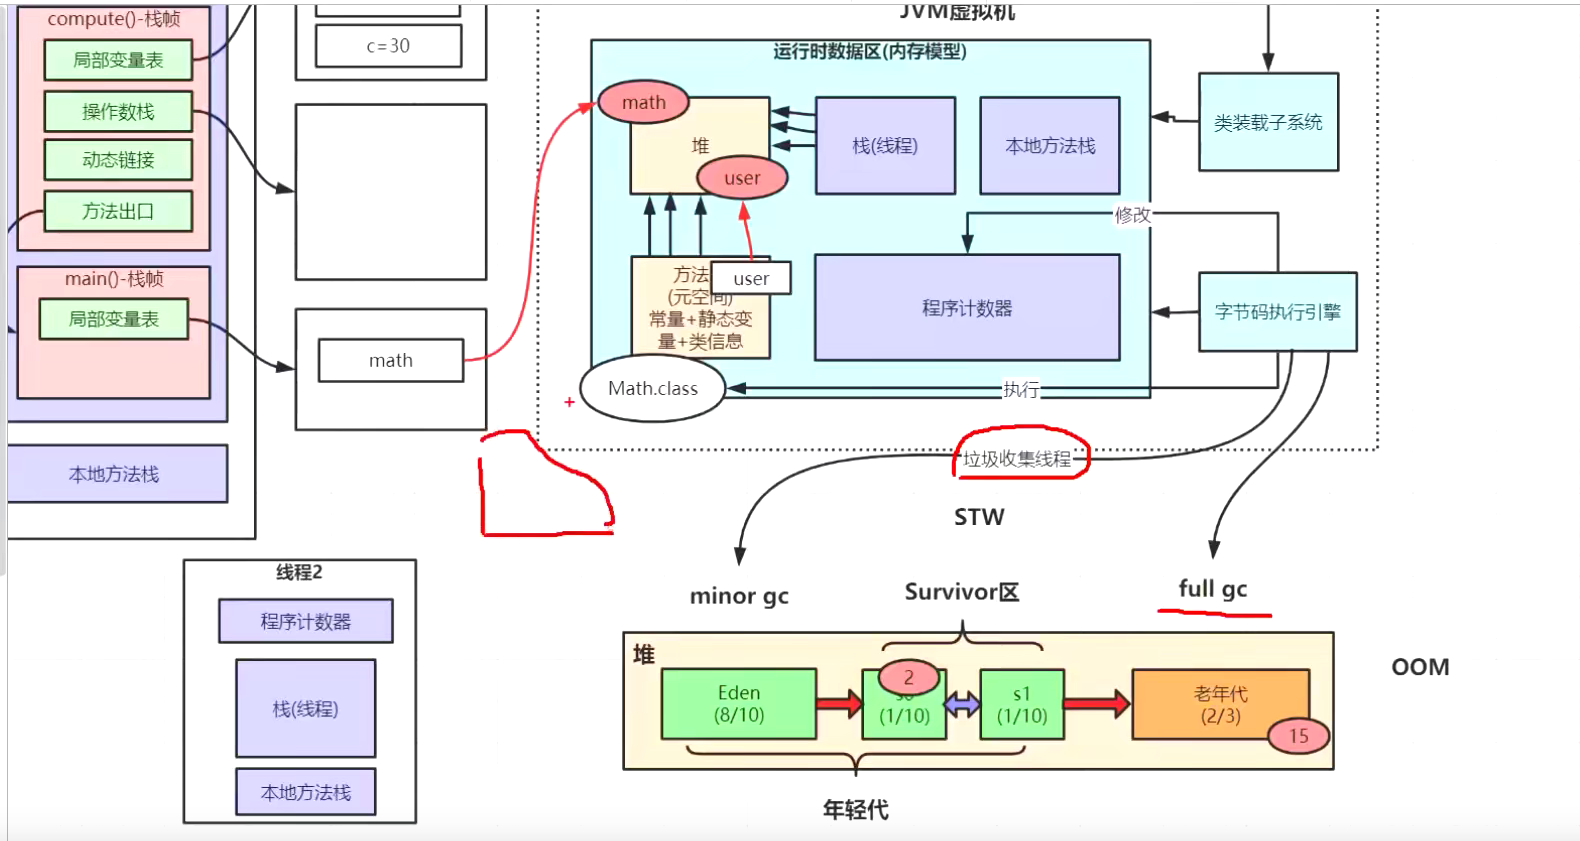 compute()-栈帧
局部变量表
操作数栈
动态链接
方法出口
main()-栈帧
局部变量表
本地方法栈
c=30
math
线程2
程序计数器
栈(线程)
本地方法栈
JVM虚拟机
运行时数据区(内存模型)
math
堆
user
栈(线程)
本地方法栈
类装载子系统
修改
方法
user
(元空间)
常量+静态变
量+类信息
程序计数器
字节码执行引擎
Math.class
执行
+
垃圾收集线程
STW
minor gc
Survivor区
full gc
堆
Eden
(8/10)
2
(1/10)
s1
(1/10)
老年代
(2/3)
15
OOM
年轻代